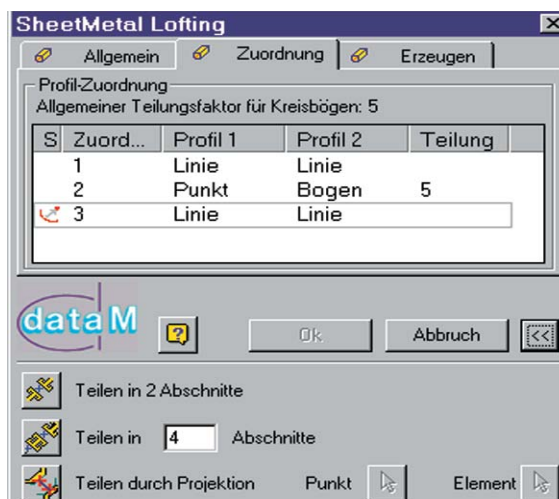 SheetMetal Lofting
Allgemein Zuordnung Erzeugen
Profil-Zuordnung
Allgemeiner Teilungsfaktor für Kreisbögen: 5
S Zuord... Profil 1 Profil 2 Teilung
1 Linie Linie
2 Punkt Bogen 5
3 Linie Linie
dataM ? Ok Abbruch <<
Teilen in 2 Abschnitte
Teilen in 4 Abschnitte
Teilen durch Projektion Punkt Element